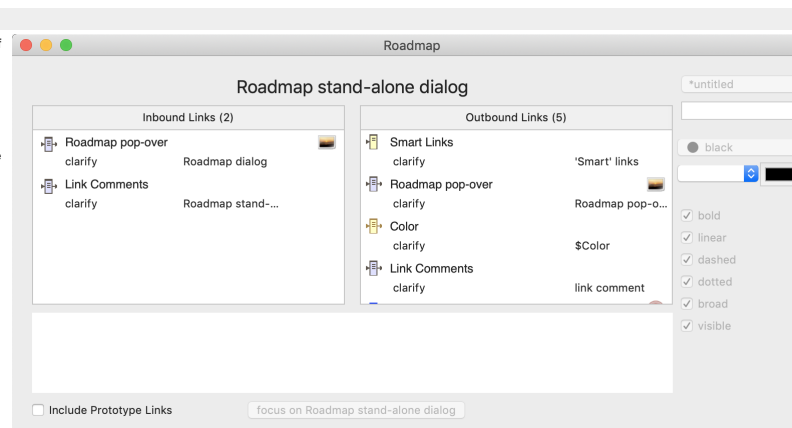 Roadmap
Roadmap stand-alone dialog
Inbound Links (2)
Roadmap pop-over
clarify Roadmap dialog
Link Comments
clarify Roadmap stand-...
Outbound Links (5)
Smart Links
clarify 'Smart' links
Roadmap pop-over
clarify Roadmap pop-o...
Color
clarify $Color
Link Comments
clarify link comment
*untitled
black
bold
linear
dashed
dotted
broad
visible
Include Prototype Links
focus on Roadmap stand-alone dialog